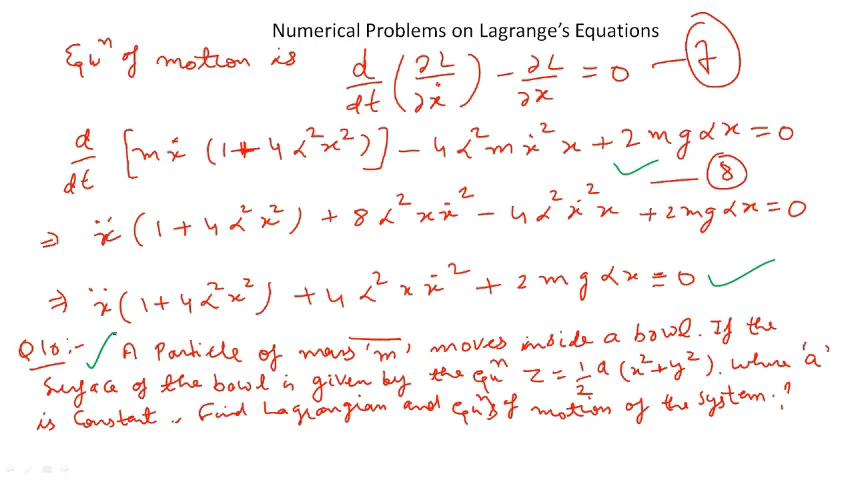 Numerical Problems on Lagrange's Equations
Equⁿ of motion is d/dt (∂L/∂ẋ) − ∂L/∂x = 0 — (7)
d/dt [mẋ (1 + 4α²x²)] − 4α²mẋ²x + 2mgαx = 0
— (8)
⇒ ẍ(1 + 4α²x²) + 8α²xẋ² − 4α²ẋ²x + 2mgαx = 0
⇒ ẍ(1 + 4α²x²) + 4α²xẋ² + 2mgαx = 0
Q10:- A Particle of mass 'm', moves inside a bowl. If the
surface of the bowl is given by the equⁿ Z = 1/2 a (x² + y²). Where 'a'
is Constant. Find Lagrangian and equⁿs of motion of the system.?